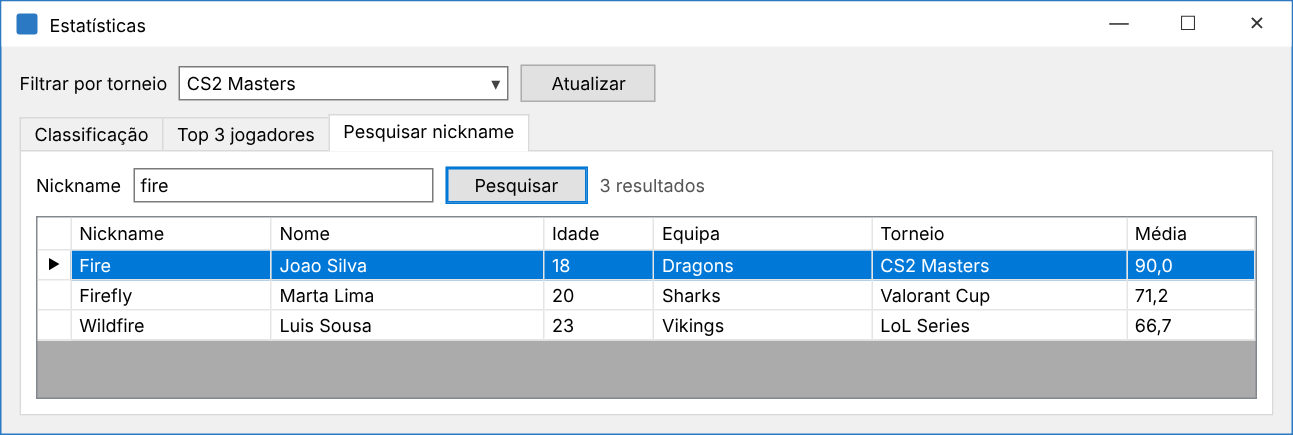 Estatísticas
Filtrar por torneio CS2 Masters Atualizar
Classificação Top 3 jogadores Pesquisar nickname
Nickname fire Pesquisar 3 resultados
Nickname Nome Idade Equipa Torneio Média
Fire Joao Silva 18 Dragons CS2 Masters 90,0
Firefly Marta Lima 20 Sharks Valorant Cup 71,2
Wildfire Luis Sousa 23 Vikings LoL Series 66,7